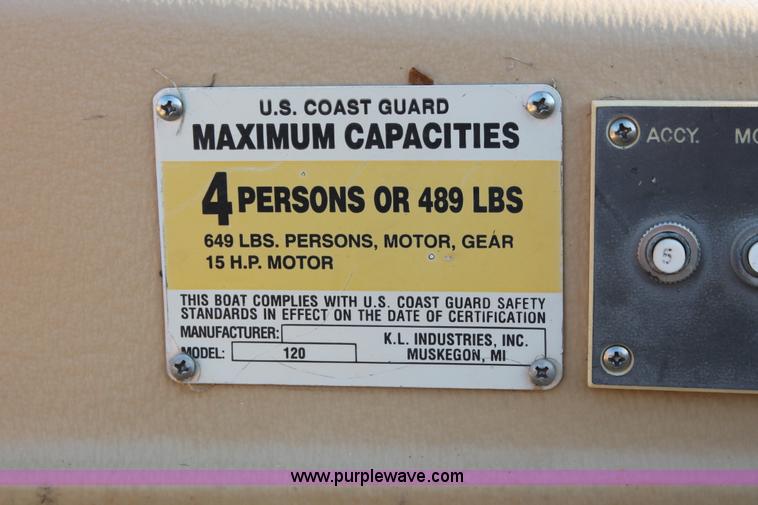 U.S. COAST GUARD
MAXIMUM CAPACITIES
4 PERSONS OR 489 LBS
649 LBS. PERSONS, MOTOR, GEAR
15 H.P. MOTOR
THIS BOAT COMPLIES WITH U.S. COAST GUARD SAFETY
STANDARDS IN EFFECT ON THE DATE OF CERTIFICATION
MANUFACTURER: K.L. INDUSTRIES, INC.
MUSKEGON, MI
MODEL: 120
ACCY. MO
5
www.purplewave.com